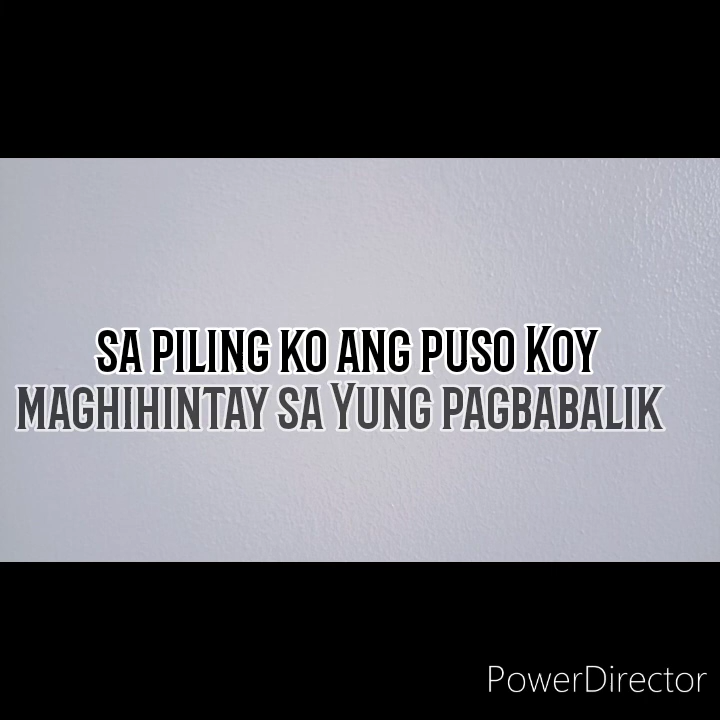 SA PILING KO ANG PUSO KOY
MAGHIHINTAY SA YUNG PAGBABALIK
PowerDirector